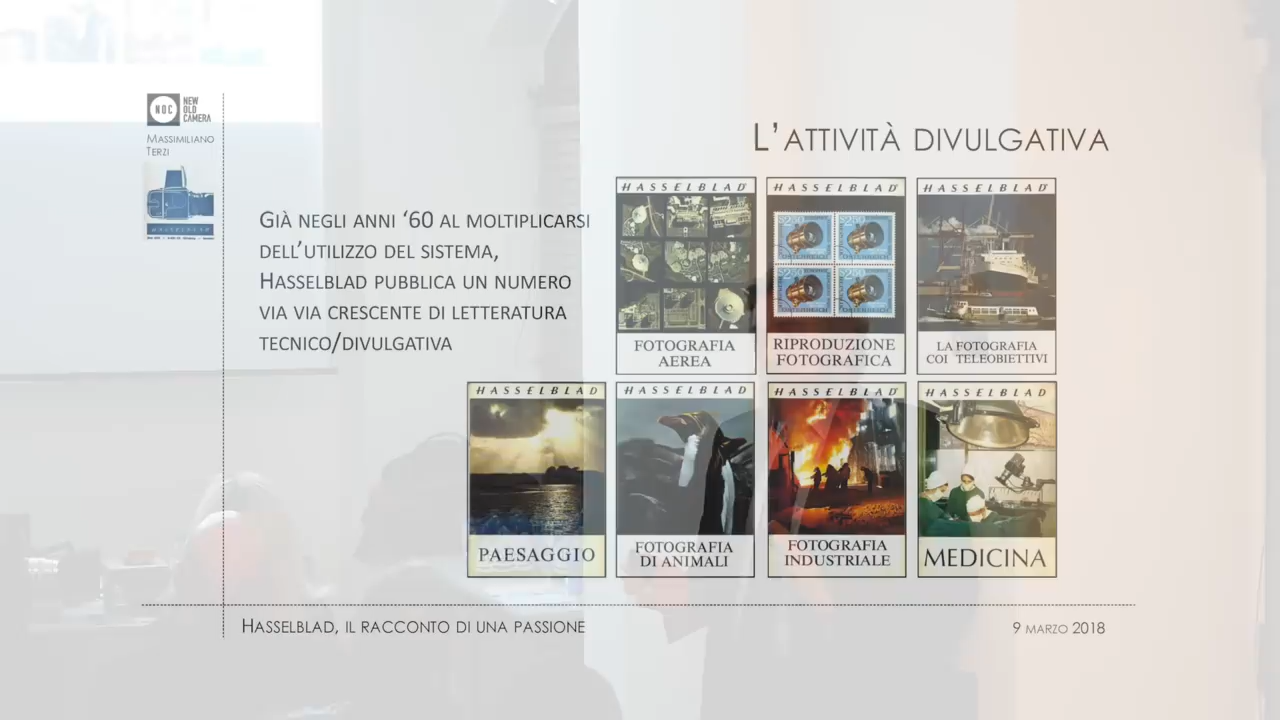 NOC NEW
OLD
CAMERA
MASSIMILIANO
TERZI
HASSELBLAD
L'ATTIVITÀ DIVULGATIVA
GIÀ NEGLI ANNI '60 AL MOLTIPLICARSI
DELL'UTILIZZO DEL SISTEMA,
HASSELBLAD PUBBLICA UN NUMERO
VIA VIA CRESCENTE DI LETTERATURA
TECNICO/DIVULGATIVA
HASSELBLAD
FOTOGRAFIA
AEREA
HASSELBLAD
RIPRODUZIONE
FOTOGRAFICA
HASSELBLAD
LA FOTOGRAFIA
COI TELEOBIETTIVI
HASSELBLAD
PAESAGGIO
HASSELBLAD
FOTOGRAFIA
DI ANIMALI
HASSELBLAD
FOTOGRAFIA
INDUSTRIALE
HASSELBLAD
MEDICINA
HASSELBLAD, IL RACCONTO DI UNA PASSIONE
9 MARZO 2018